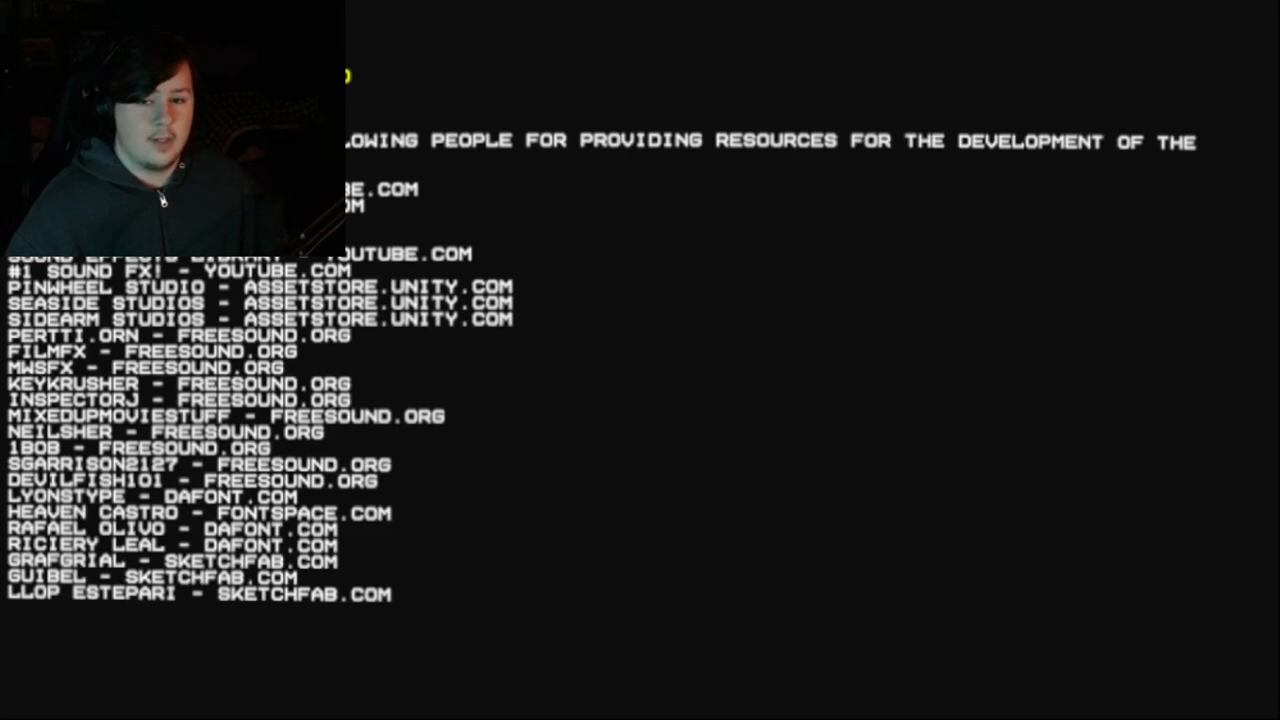 LOWING PEOPLE FOR PROVIDING RESOURCES FOR THE DEVELOPMENT OF THE
BE.COM
OM
SOUND EFFECTS LIBRARY - YOUTUBE.COM
#1 SOUND FX! - YOUTUBE.COM
PINWHEEL STUDIO - ASSETSTORE.UNITY.COM
SEASIDE STUDIOS - ASSETSTORE.UNITY.COM
SIDEARM STUDIOS - ASSETSTORE.UNITY.COM
PERTTI.ORN - FREESOUND.ORG
FILMFX - FREESOUND.ORG
MWSFX - FREESOUND.ORG
KEYKRUSHER - FREESOUND.ORG
INSPECTORJ - FREESOUND.ORG
MIXEDUPMOVIESTUFF - FREESOUND.ORG
NEILSHER - FREESOUND.ORG
1BOB - FREESOUND.ORG
SGARRISON2127 - FREESOUND.ORG
DEVILFISH101 - FREESOUND.ORG
LYONSTYPE - DAFONT.COM
HEAVEN CASTRO - FONTSPACE.COM
RAFAEL OLIVO - DAFONT.COM
RICIERY LEAL - DAFONT.COM
GRAFGRIAL - SKETCHFAB.COM
GUIBEL - SKETCHFAB.COM
LLOP ESTEPARI - SKETCHFAB.COM